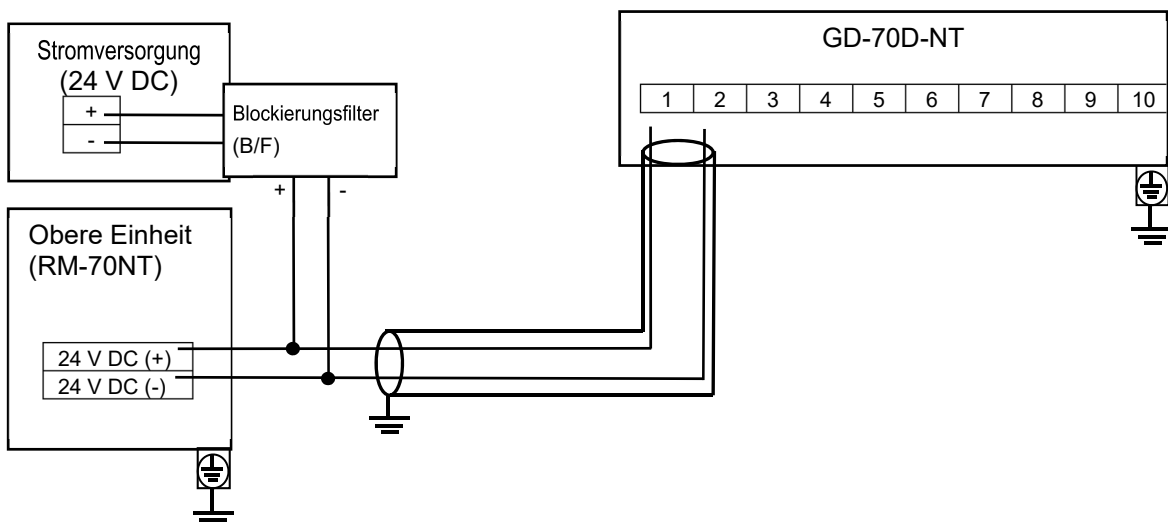 Stromversorgung
(24 V DC)
+
-
Blockierungsfilter
(B/F)
+ -
Obere Einheit
(RM-70NT)
24 V DC (+)
24 V DC (-)
GD-70D-NT
1 2 3 4 5 6 7 8 9 10